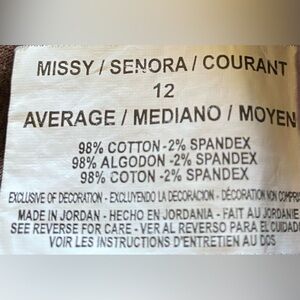 MISSY / SENORA / COURANT
12
AVERAGE / MEDIANO / MOYEN
98% COTTON -2% SPANDEX
98% ALGODON -2% SPANDEX
98% COTON -2% SPANDEX
EXCLUSIVE OF DECORATION - EXCLUYENDO LA DECORACION - DÉCORATION NON
MADE IN JORDAN - HECHO EN JORDANIA - FAIT AU JORDANIE
SEE REVERSE FOR CARE - VER AL REVERSO PARA EL CUIDADO
VOIR LES INSTRUCTIONS D'ENTRETIEN AU DOS